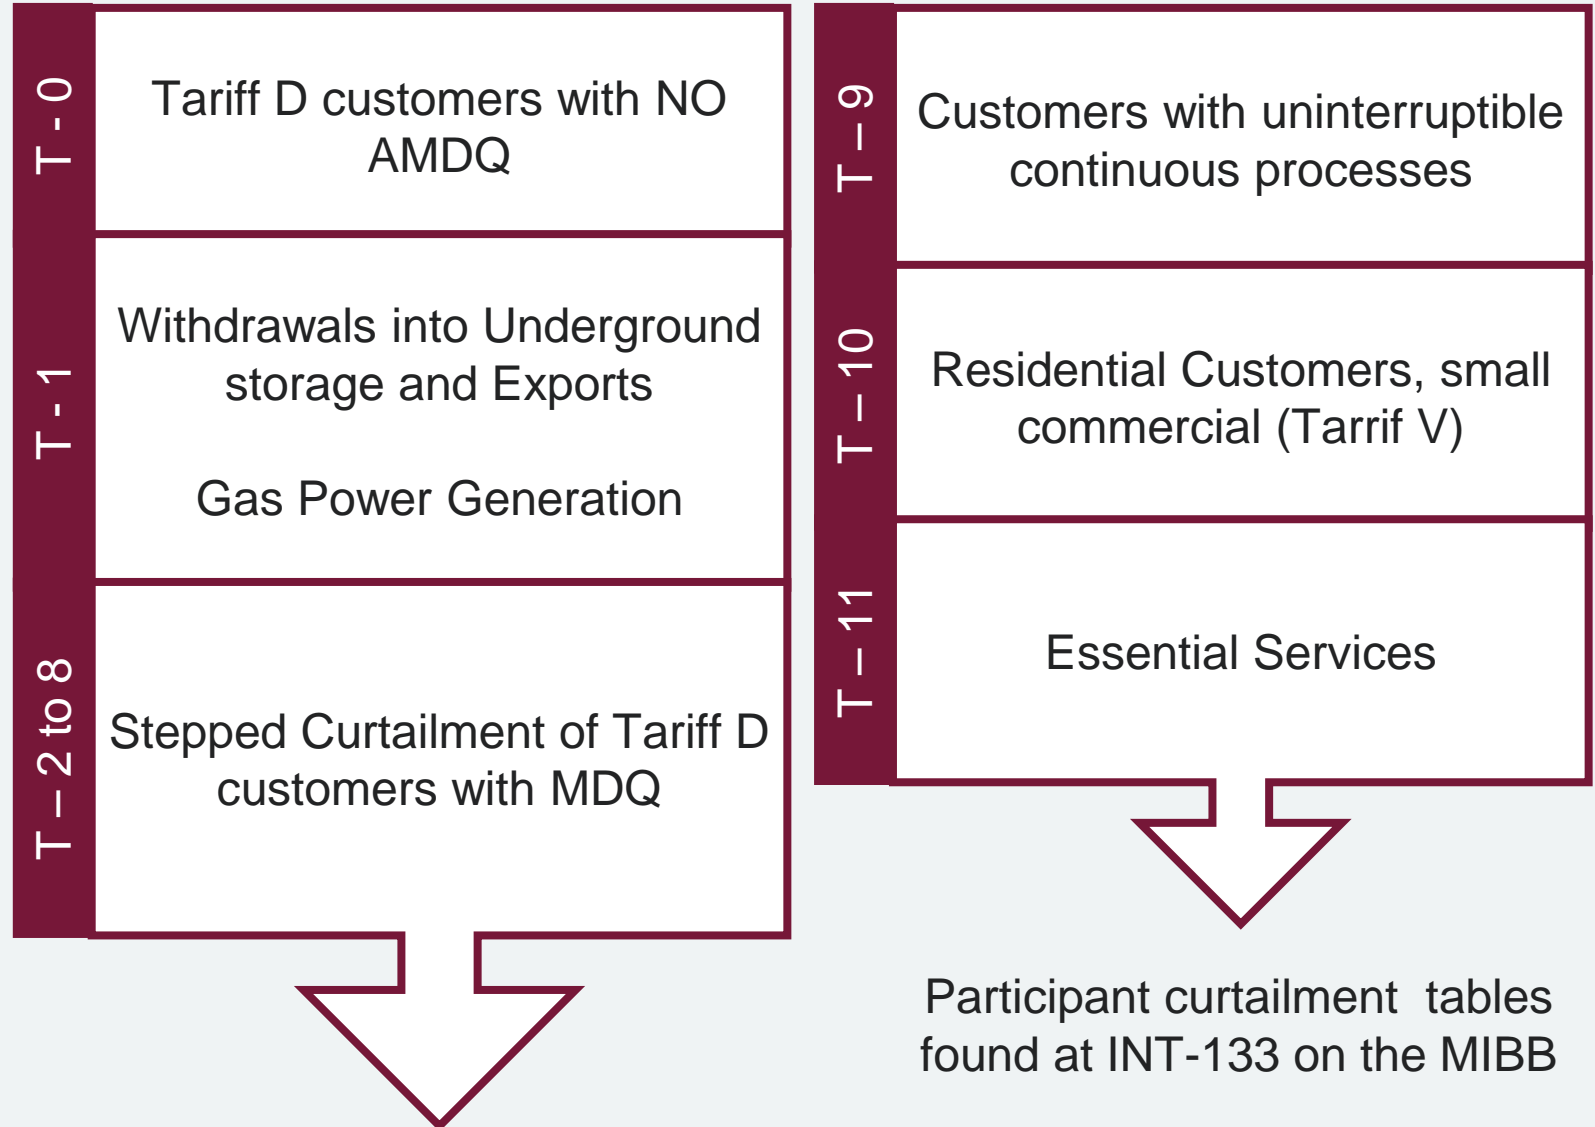 T - 0
Tariff D customers with NO
AMDQ
T - 1
Withdrawals into Underground
storage and Exports
Gas Power Generation
T – 2 to 8
Stepped Curtailment of Tariff D
customers with MDQ
T – 9
Customers with uninterruptible
continuous processes
T – 10
Residential Customers, small
commercial (Tarrif V)
T – 11
Essential Services
Participant curtailment  tables
found at INT-133 on the MIBB